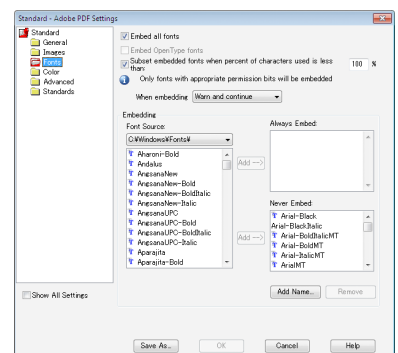 Standard - Adobe PDF Settings
Standard
General
Images
Fonts
Color
Advanced
Standards
Show All Settings
Embed all fonts
Embed OpenType fonts
Subset embedded fonts when percent of characters used is less than:
100 %
Only fonts with appropriate permission bits will be embedded
When embedding Warn and continue
Embedding
Font Source:
C:¥Windows¥Fonts¥
Aharoni-Bold
Andalus
AngsanaNew
AngsanaNew-Bold
AngsanaNew-BoldItalic
AngsanaNew-Italic
AngsanaUPC
AngsanaUPC-Bold
AngsanaUPC-BoldItalic
AngsanaUPC-Italic
Aparajita
Aparajita-Bold
Add -->
Add -->
Always Embed:
Never Embed:
Arial-Black
Arial-BlackItalic
Arial-BoldItalicMT
Arial-BoldMT
Arial-ItalicMT
ArialMT
Add Name...
Remove
Save As...
OK
Cancel
Help